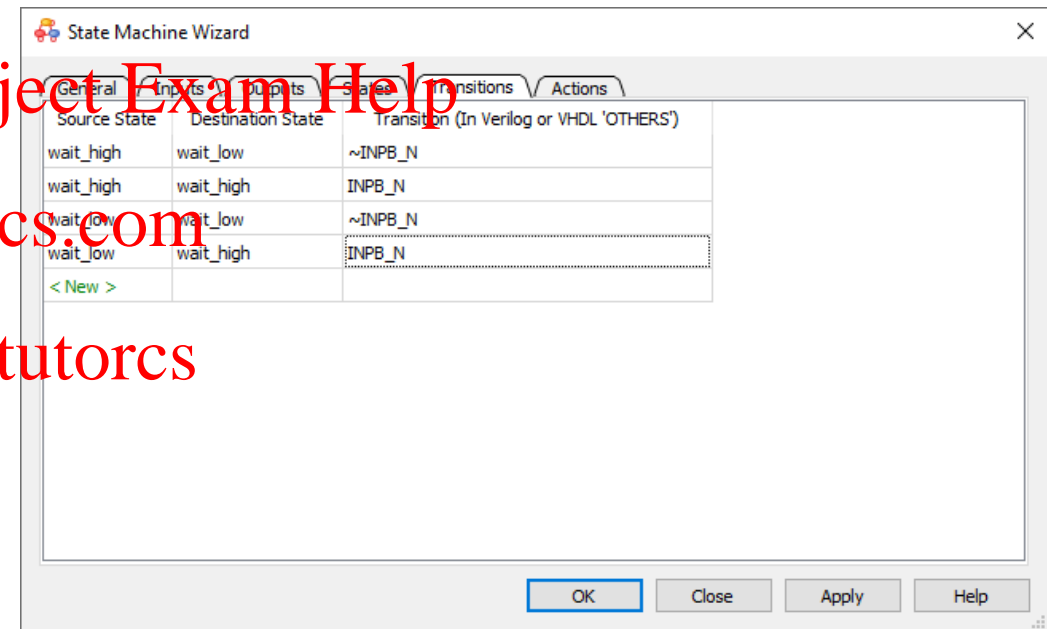 State Machine Wizard
ject Exam Help
General Inputs Outputs States Transitions Actions
Source State Destination State Transition (In Verilog or VHDL 'OTHERS')
wait_high wait_low ~INPB_N
wait_high wait_high INPB_N
cs.com
wait_low wait_low ~INPB_N
wait_low wait_high INPB_N
< New >
tutorcs
OK Close Apply Help